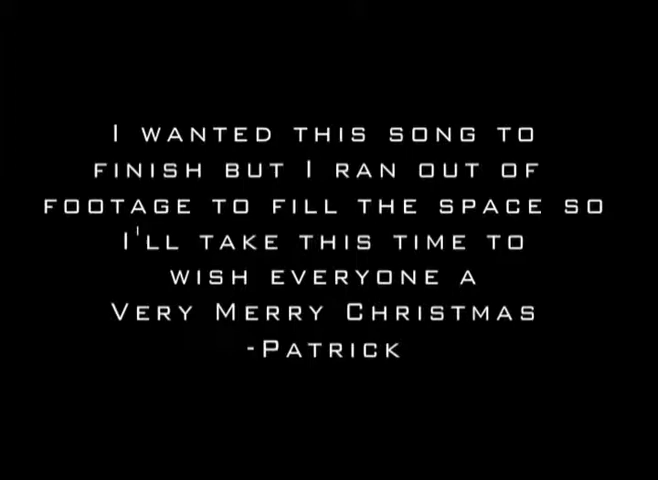 I WANTED THIS SONG TO
FINISH BUT I RAN OUT OF
FOOTAGE TO FILL THE SPACE SO
I'LL TAKE THIS TIME TO
WISH EVERYONE A
VERY MERRY CHRISTMAS
-PATRICK